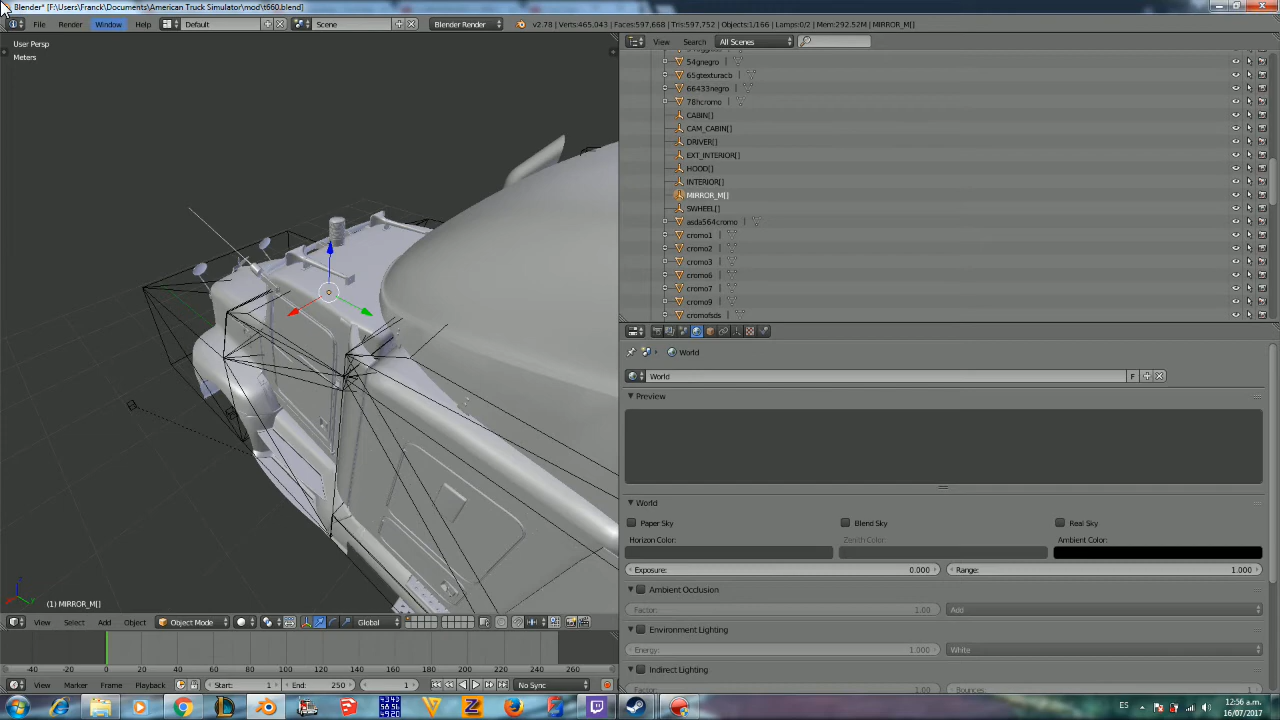 Blender* [F:\Users\Franck\Documents\American Truck Simulator\mod\t660.blend]
File Render Window Help Default Scene Blender Render v2.78 | Verts:465,043 | Faces:597,668 | Tris:597,752 | Objects:1/166 | Lamps:0/2 | Mem:292.52M | MIRROR_M[]
User Persp
Meters
View Search All Scenes
54gnegro
65gtexturacb
66433negro
78hcromo
CABIN[]
CAM_CABIN[]
DRIVER[]
EXT_INTERIOR[]
HOOD[]
INTERIOR[]
MIRROR_M[]
SWHEEL[]
asda564cromo
cromo1
cromo2
cromo3
cromo6
cromo7
cromo9
cromofsds
World
World F
Preview
World
Paper Sky Blend Sky Real Sky
Horizon Color: Zenith Color: Ambient Color:
Exposure: 0.000 Range: 1.000
Ambient Occlusion
Factor: 1.00 Add
Environment Lighting
Energy: 1.000 White
Indirect Lighting
Factor: 1.00 Bounces 1
(1) MIRROR_M[]
View Select Add Object Object Mode Global
-40 -20 0 20 40 60 80 100 120 140 160 180 200 220 240 260
View Marker Frame Playback Start: 1 End: 250 1 No Sync
ES 12:56 a.m.
16/07/2017